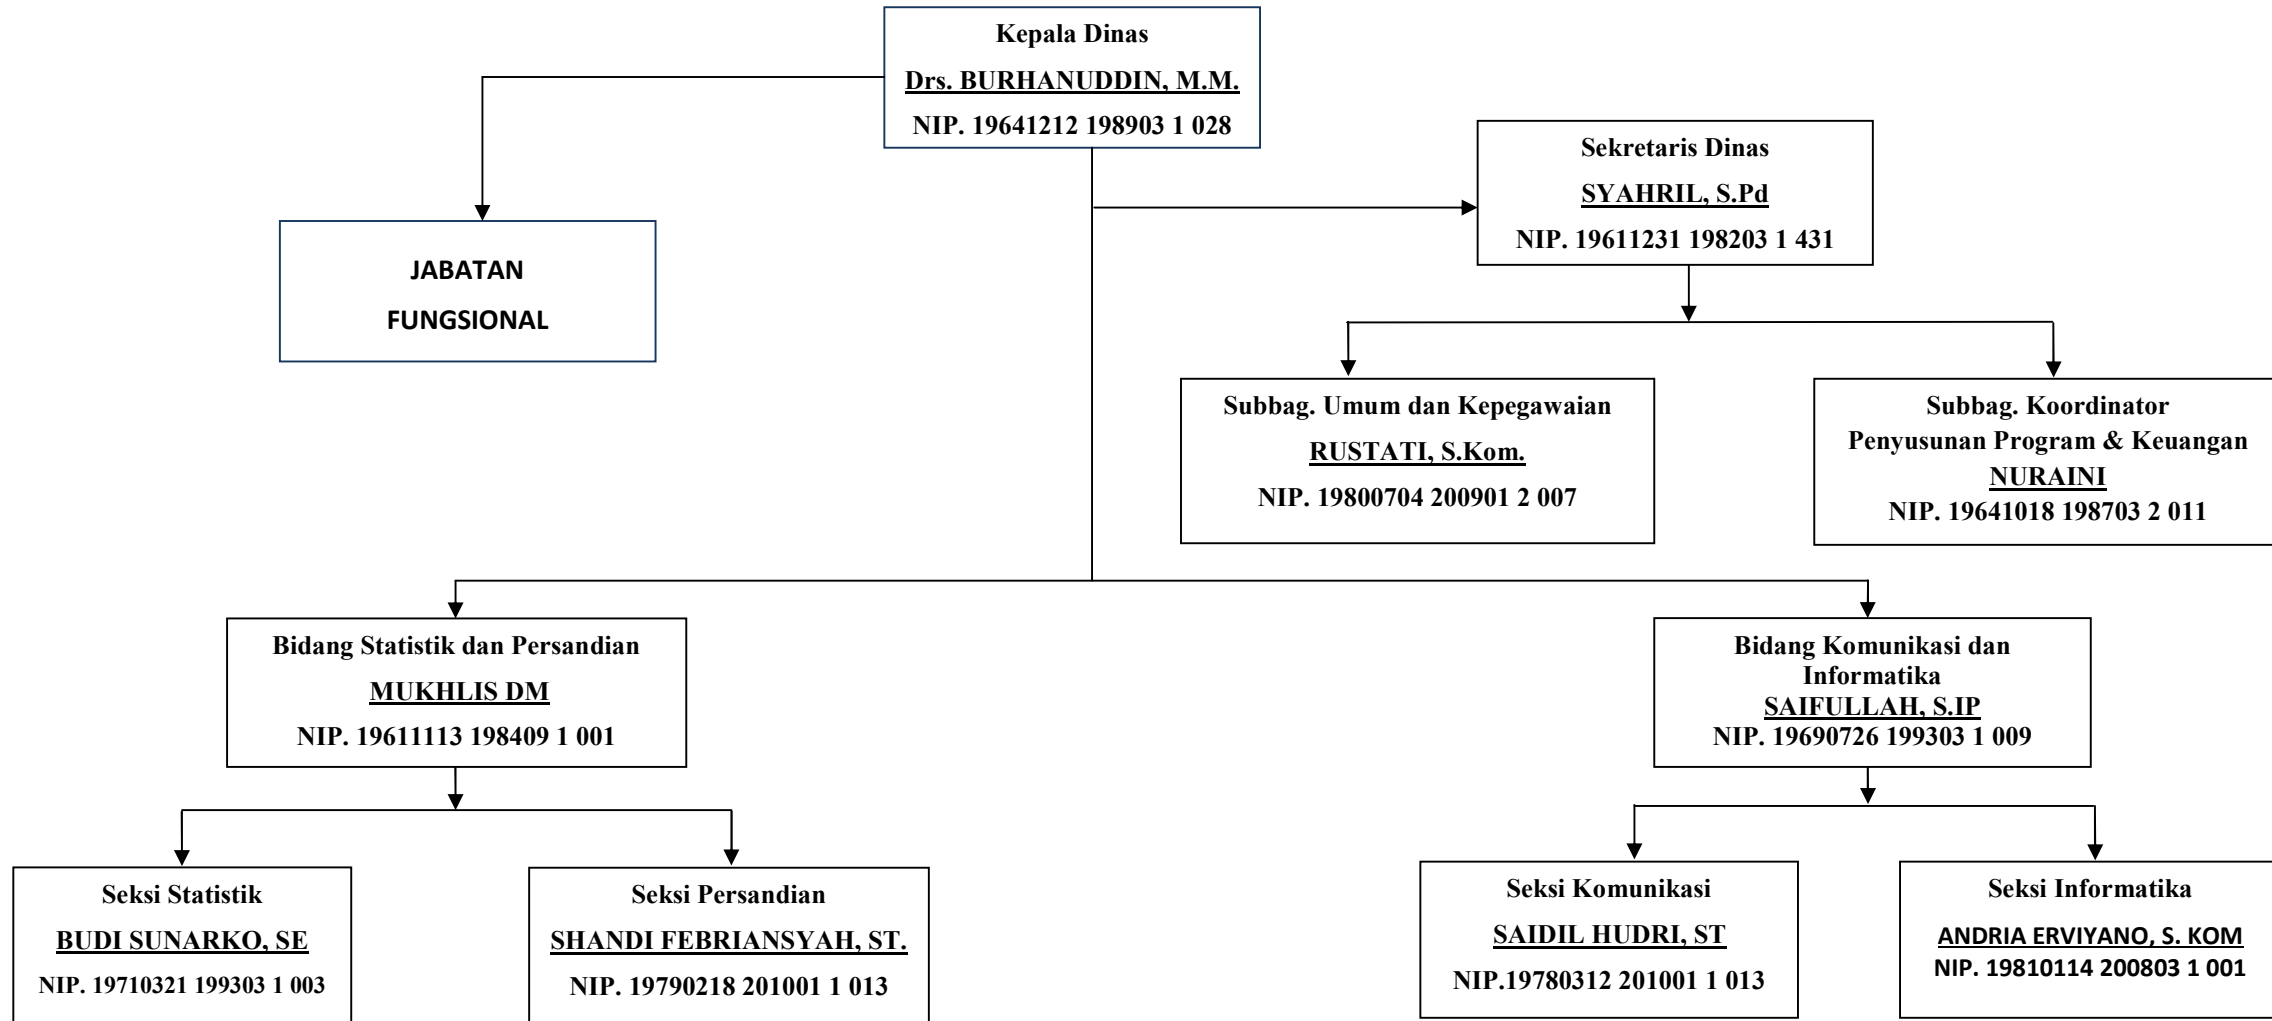 Kepala Dinas
Drs. BURHANUDDIN, M.M.
NIP. 19641212 198903 1 028
Sekretaris Dinas
SYAHRIL, S.Pd
NIP. 19611231 198203 1 431
JABATAN
FUNGSIONAL
Subbag. Umum dan Kepegawaian
RUSTATI, S.Kom.
NIP. 19800704 200901 2 007
Subbag. Koordinator
Penyusunan Program & Keuangan
NURAINI
NIP. 19641018 198703 2 011
Bidang Statistik dan Persandian
MUKHLIS DM
NIP. 19611113 198409 1 001
Bidang Komunikasi dan
Informatika
SAIFULLAH, S.IP
NIP. 19690726 199303 1 009
Seksi Statistik
BUDI SUNARKO, SE
NIP. 19710321 199303 1 003
Seksi Persandian
SHANDI FEBRIANSYAH, ST.
NIP. 19790218 201001 1 013
Seksi Komunikasi
SAIDIL HUDRI, ST
NIP.19780312 201001 1 013
Seksi Informatika
ANDRIA ERVIYANO, S. KOM
NIP. 19810114 200803 1 001